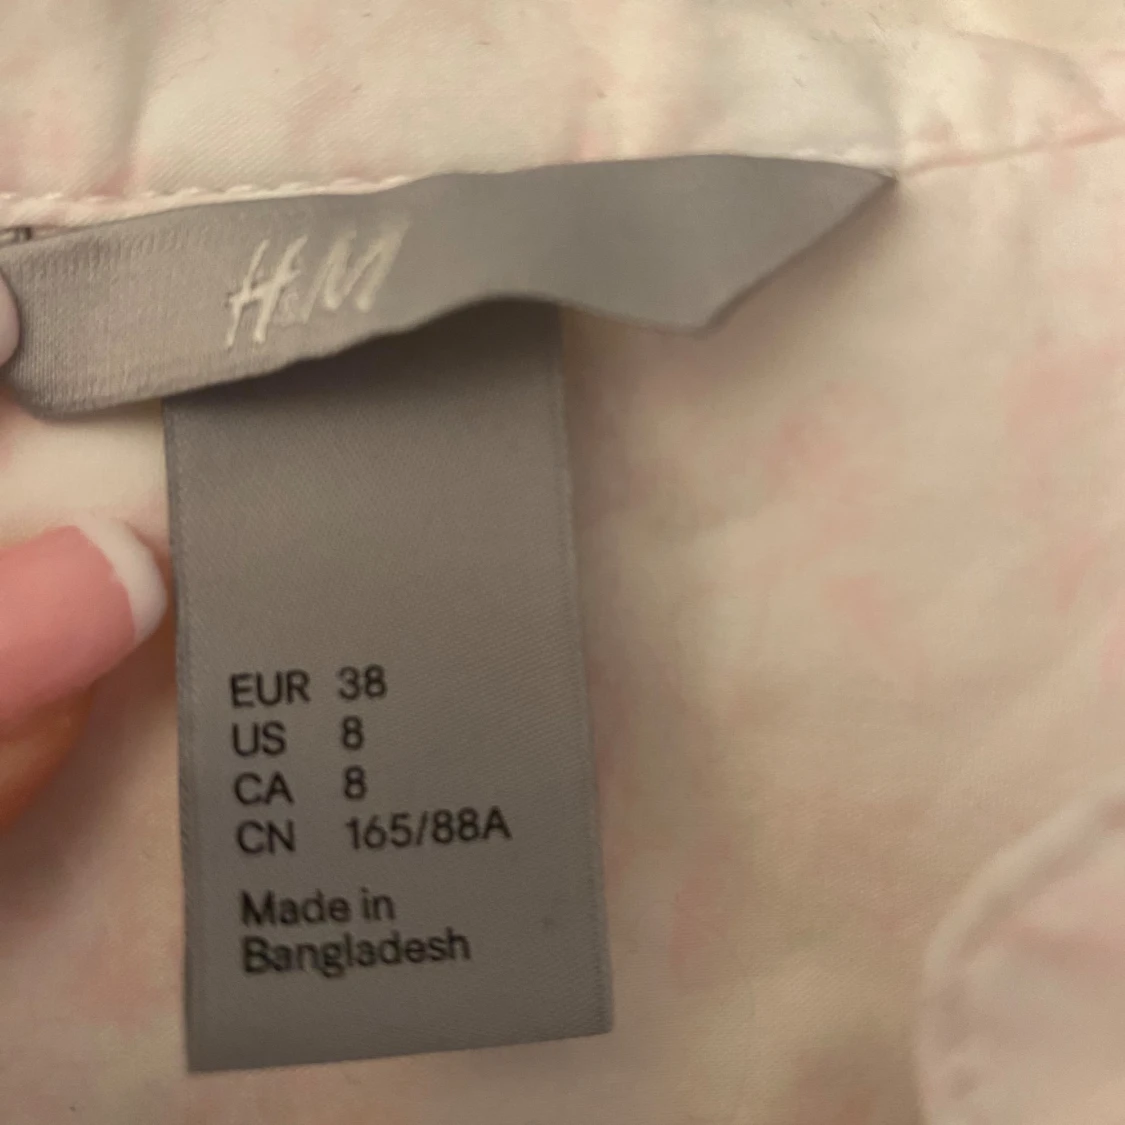 H&M
EUR 38
US 8
CA 8
CN 165/88A
Made in
Bangladesh